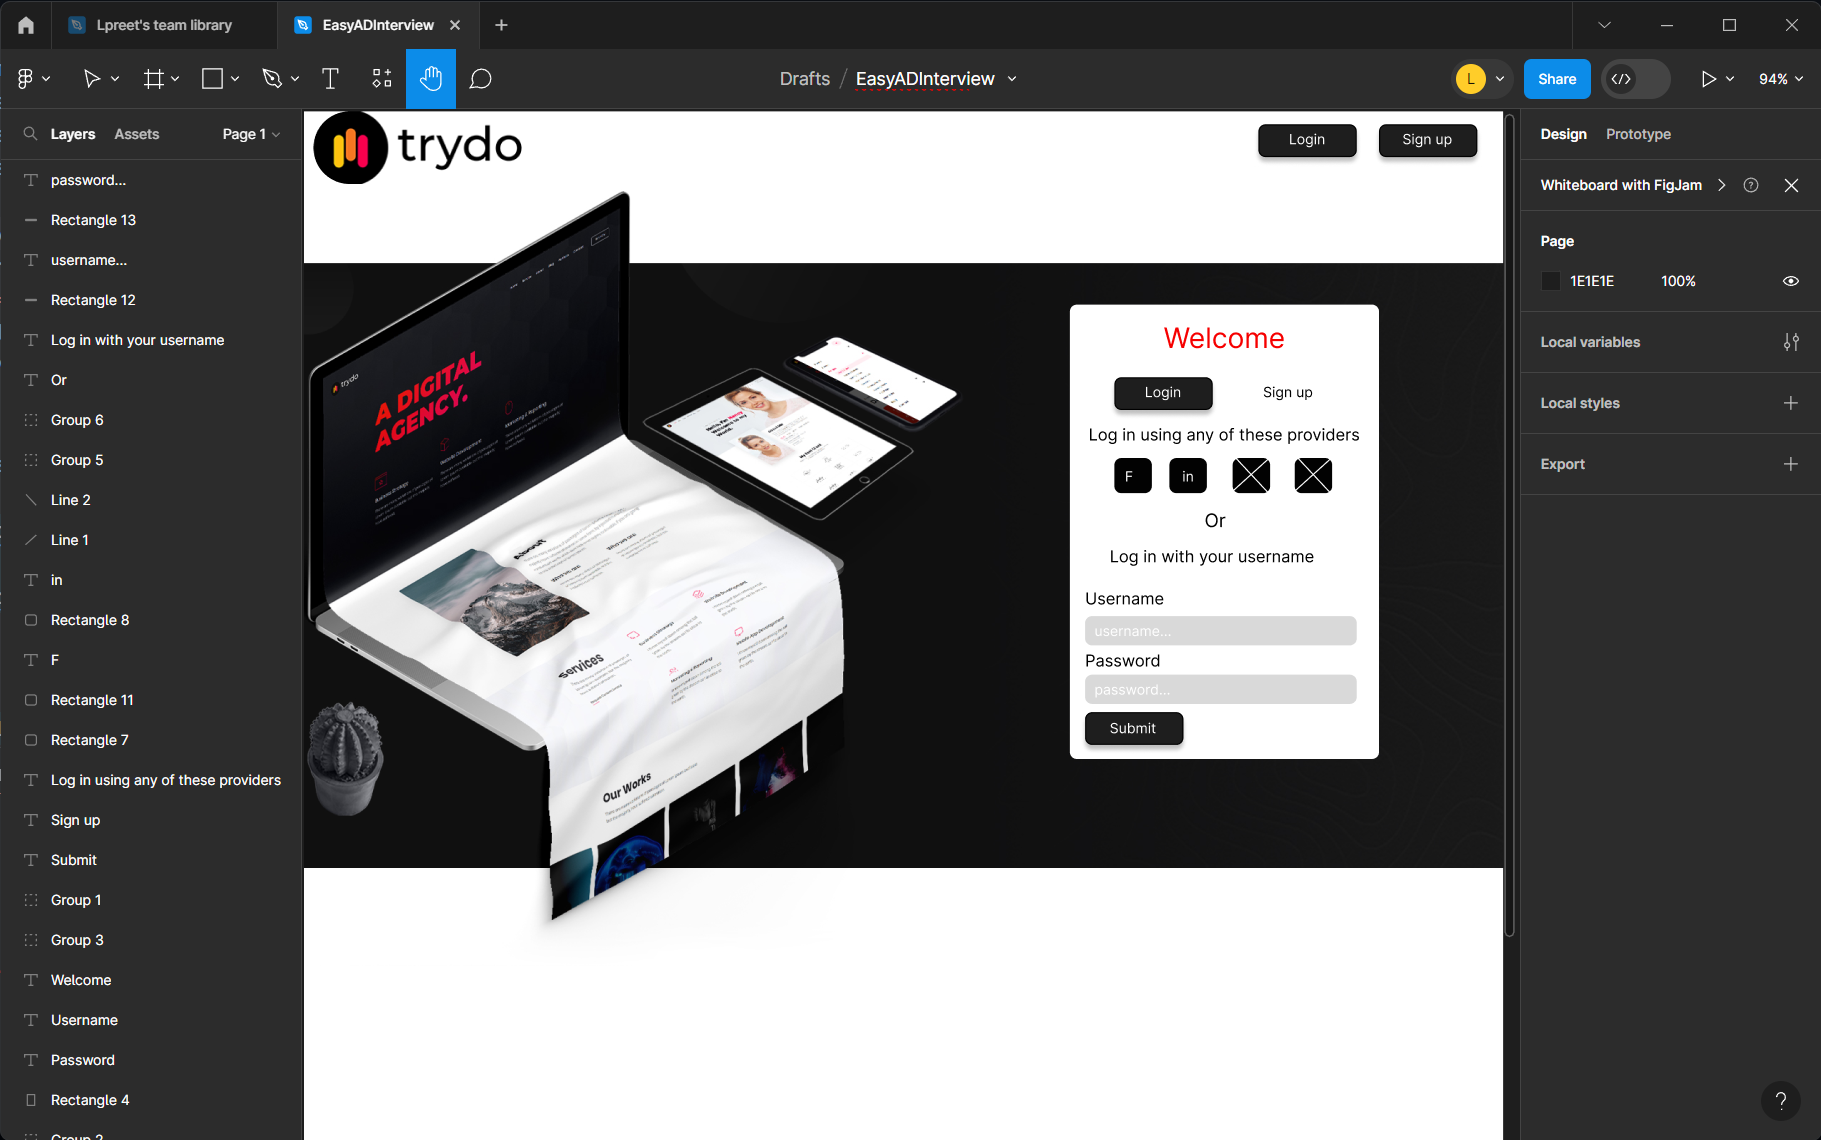 Lpreet's team library
EasyADInterview
Drafts / EasyADInterview
L
Share
94%
Layers
Assets
Page 1
password...
Rectangle 13
username...
Rectangle 12
Log in with your username
Or
Group 6
Group 5
Line 2
Line 1
in
Rectangle 8
F
Rectangle 11
Rectangle 7
Log in using any of these providers
Sign up
Submit
Group 1
Group 3
Welcome
Username
Password
Rectangle 4
Group 2
trydo
Login
Sign up
trydo
A DIGITAL
AGENCY.
About
Services
Our Works
Welcome
Login
Sign up
Log in using any of these providers
F
in
Or
Log in with your username
Username
username...
Password
password...
Submit
Design
Prototype
Whiteboard with FigJam
Page
1E1E1E
100%
Local variables
Local styles
Export